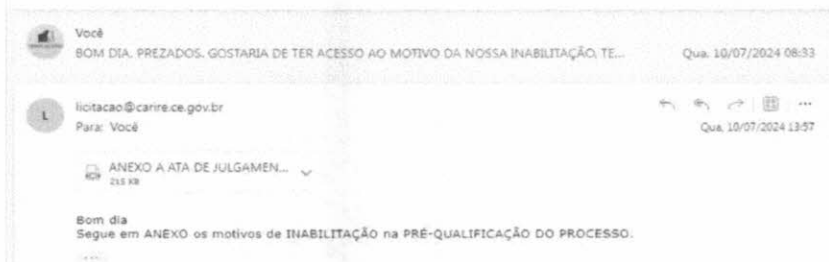 Você
BOM DIA. PREZADOS. GOSTARIA DE TER ACESSO AO MOTIVO DA NOSSA INABILITAÇÃO, TE... Qua, 10/07/2024 08:33
L licitacao@carire.ce.gov.br
Para: Você Qua, 10/07/2024 13:57
ANEXO A ATA DE JULGAMEN...
215 KB
Bom dia
Segue em ANEXO os motivos de INABILITAÇÃO na PRÉ-QUALIFICAÇÃO DO PROCESSO.